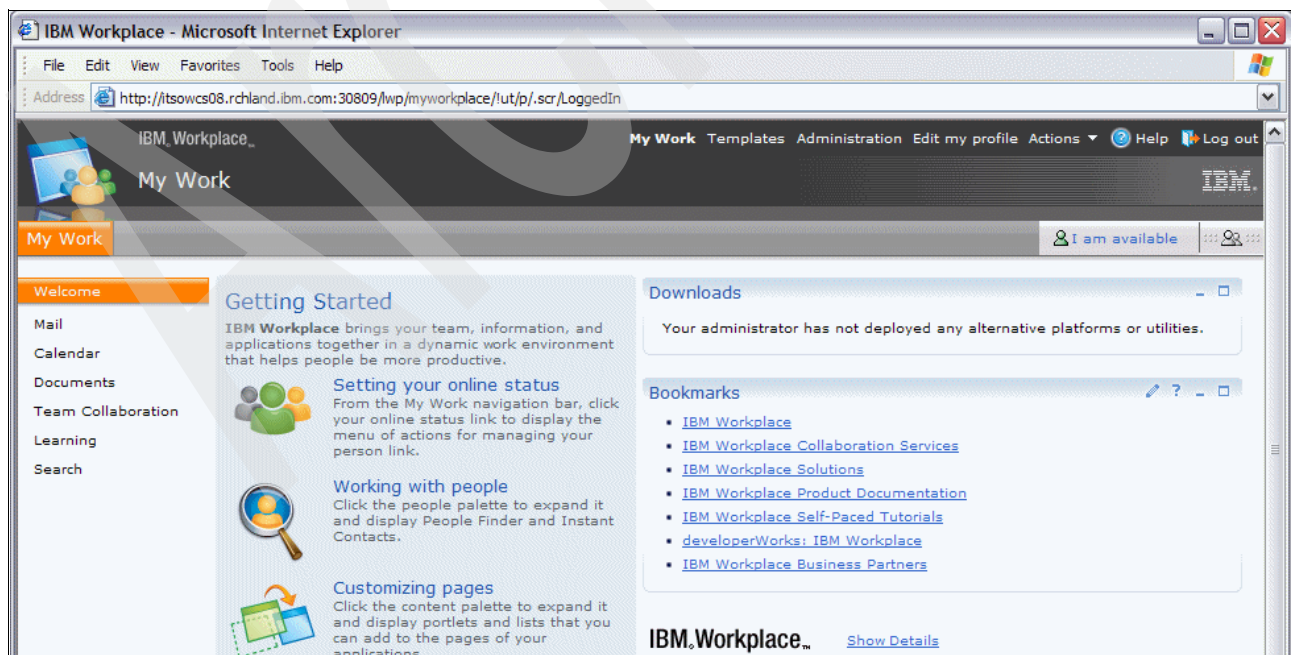 IBM Workplace - Microsoft Internet Explorer
File Edit View Favorites Tools Help
Address http://itsowcs08.rchland.ibm.com:30809/lwp/myworkplace/!ut/p/.scr/LoggedIn
IBM Workplace™
My Work Templates Administration Edit my profile Actions Help Log out
My Work
IBM.
My Work
I am available
Welcome
Mail
Calendar
Documents
Team Collaboration
Learning
Search
Getting Started
IBM Workplace brings your team, information, and
applications together in a dynamic work environment
that helps people be more productive.
Setting your online status
From the My Work navigation bar, click
your online status link to display the
menu of actions for managing your
person link.
Working with people
Click the people palette to expand it
and display People Finder and Instant
Contacts.
Customizing pages
Click the content palette to expand it
and display portlets and lists that you
can add to the pages of your
applications.
Downloads
Your administrator has not deployed any alternative platforms or utilities.
Bookmarks
IBM Workplace
IBM Workplace Collaboration Services
IBM Workplace Solutions
IBM Workplace Product Documentation
IBM Workplace Self-Paced Tutorials
developerWorks: IBM Workplace
IBM Workplace Business Partners
IBM Workplace™ Show Details